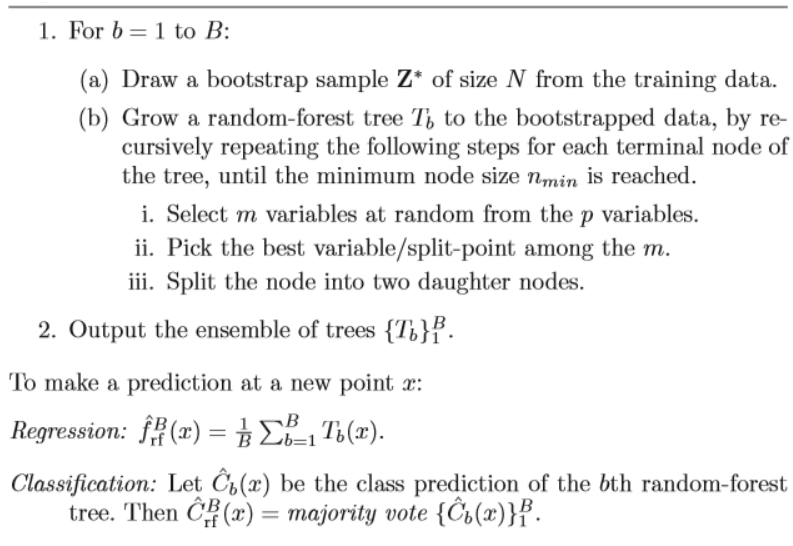 1. For b = 1 to B:
(a) Draw a bootstrap sample Z* of size N from the training data.
(b) Grow a random-forest tree T_b to the bootstrapped data, by re-
cursively repeating the following steps for each terminal node of
the tree, until the minimum node size n_min is reached.
i. Select m variables at random from the p variables.
ii. Pick the best variable/split-point among the m.
iii. Split the node into two daughter nodes.
2. Output the ensemble of trees {T_b}_1^B.
To make a prediction at a new point x:
Regression: f̂_rf^B(x) = 1/B ∑_{b=1}^B T_b(x).
Classification: Let Ĉ_b(x) be the class prediction of the bth random-forest
tree. Then Ĉ_rf^B(x) = majority vote {Ĉ_b(x)}_1^B.